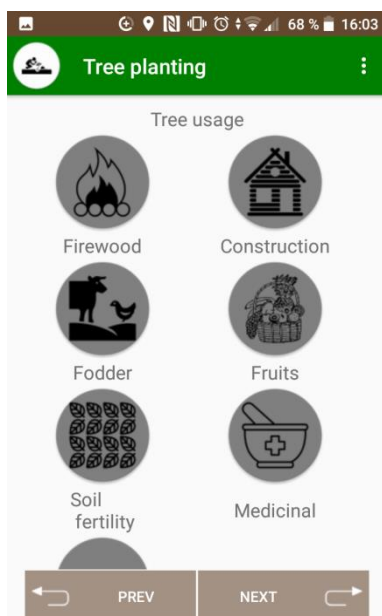 68 % 16:03
Tree planting
Tree usage
Firewood Construction
Fodder Fruits
Soil
fertility
Medicinal
PREV NEXT